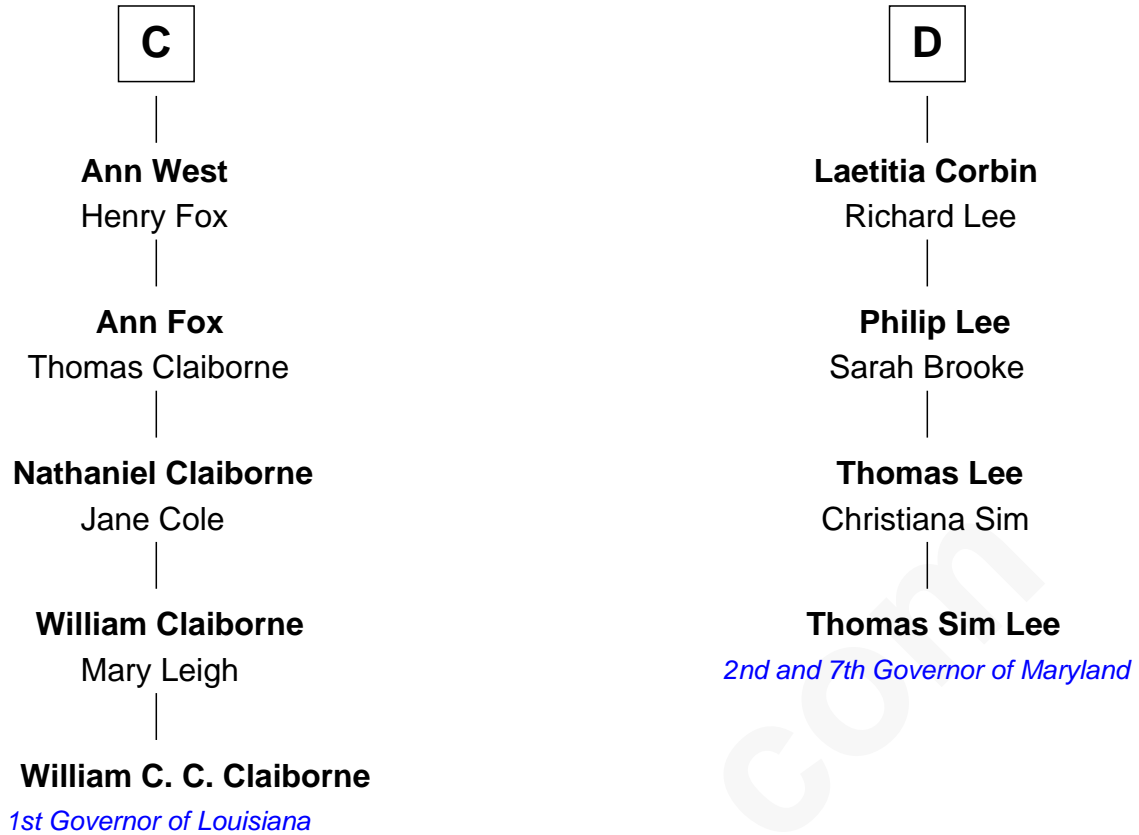 C
Ann West
Henry Fox
Ann Fox
Thomas Claiborne
Nathaniel Claiborne
Jane Cole
William Claiborne
Mary Leigh
William C. C. Claiborne
1st Governor of Louisiana
D
Laetitia Corbin
Richard Lee
Philip Lee
Sarah Brooke
Thomas Lee
Christiana Sim
Thomas Sim Lee
2nd and 7th Governor of Maryland
com